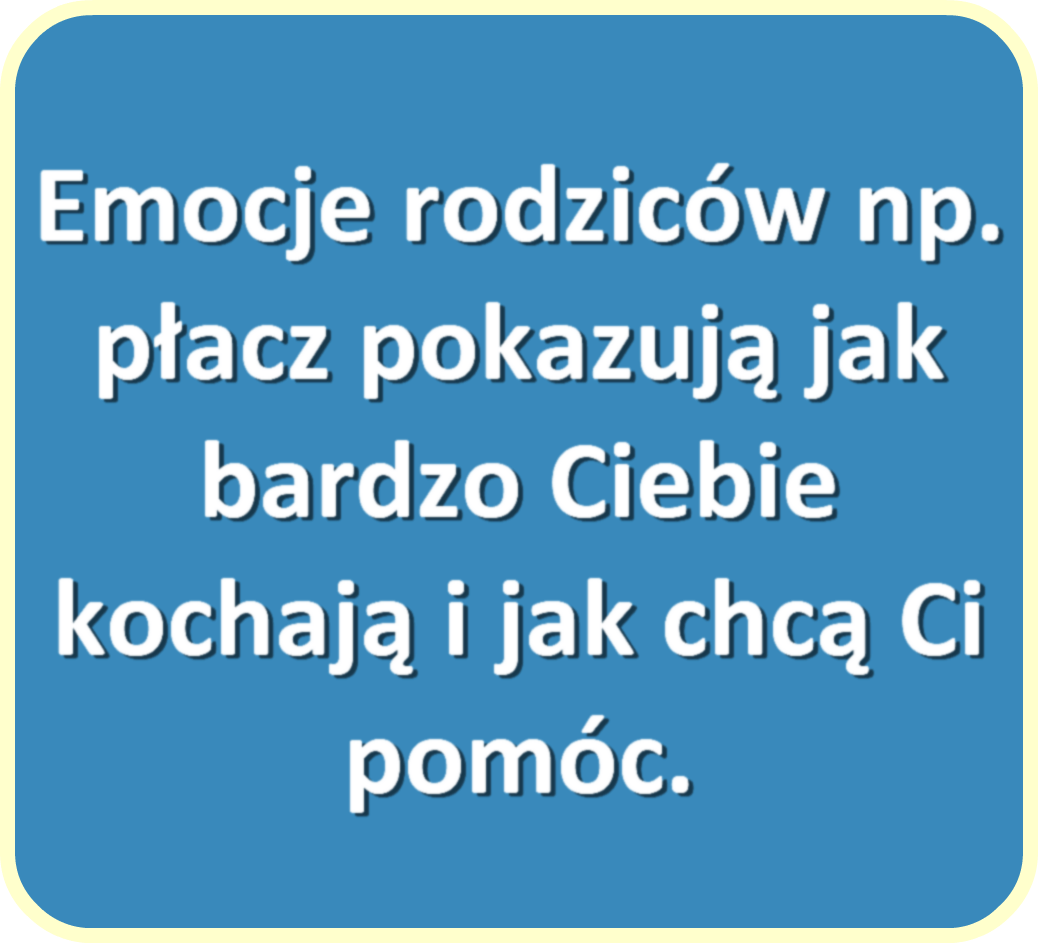 Emocje rodziców np.
płacz pokazują jak
bardzo Ciebie
kochają i jak chcą Ci
pomóc.